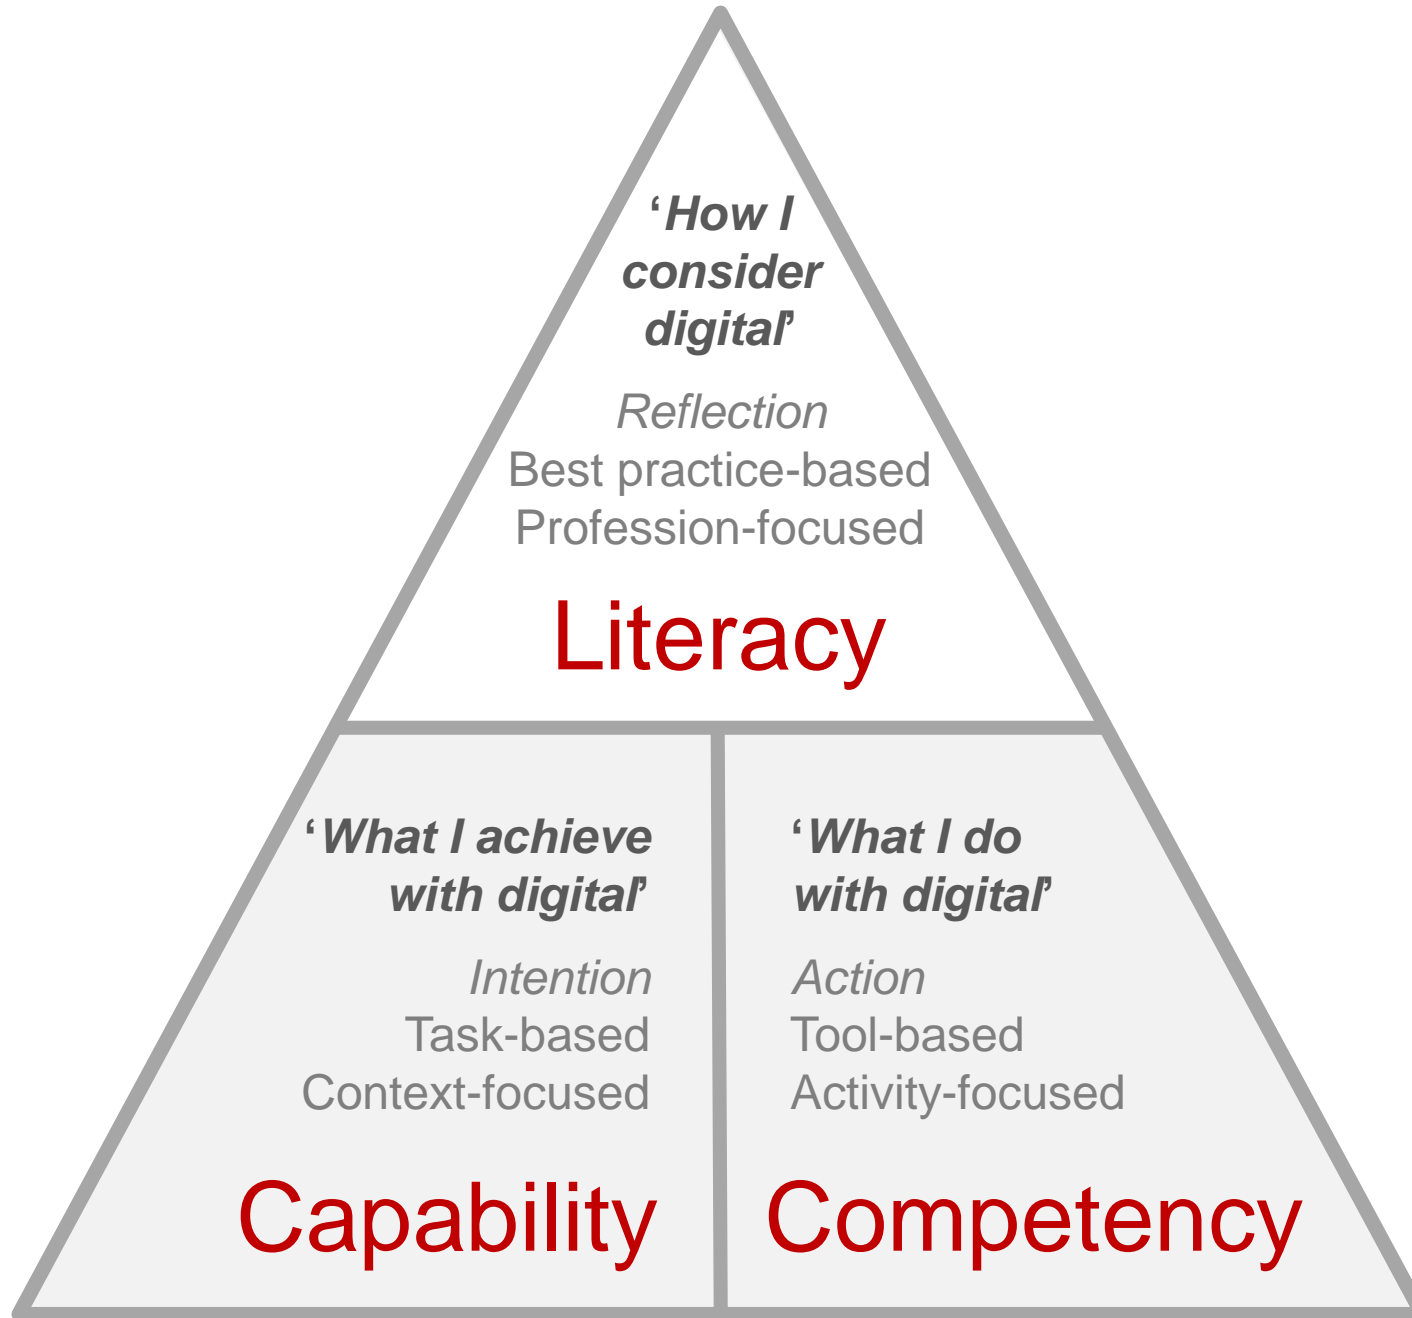 ‘How I
consider
digital’
Reflection
Best practice-based
Profession-focused
Literacy
‘What I achieve
with digital’
Intention
Task-based
Context-focused
Capability
‘What I do
with digital’
Action
Tool-based
Activity-focused
Competency